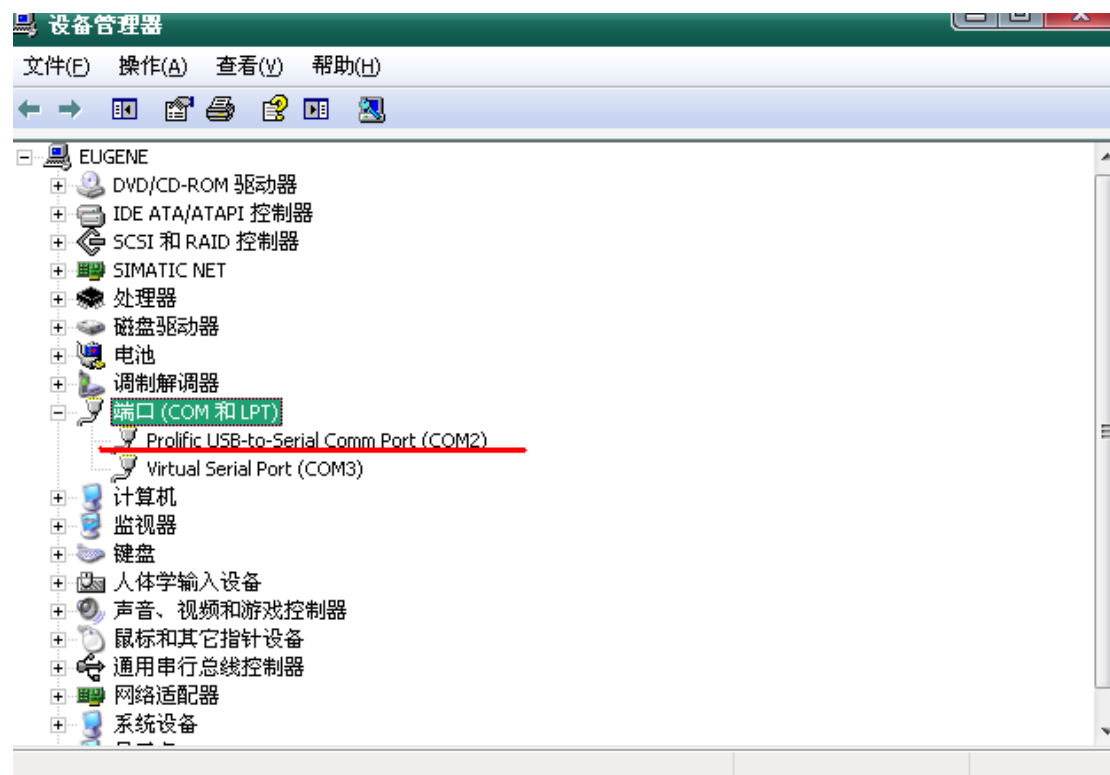 设备管理器
文件(F) 操作(A) 查看(V) 帮助(H)
EUGENE
DVD/CD-ROM 驱动器
IDE ATA/ATAPI 控制器
SCSI 和 RAID 控制器
SIMATIC NET
处理器
磁盘驱动器
电池
调制解调器
端口 (COM 和 LPT)
Prolific USB-to-Serial Comm Port (COM2)
Virtual Serial Port (COM3)
计算机
监视器
键盘
人体学输入设备
声音、视频和游戏控制器
鼠标和其它指针设备
通用串行总线控制器
网络适配器
系统设备